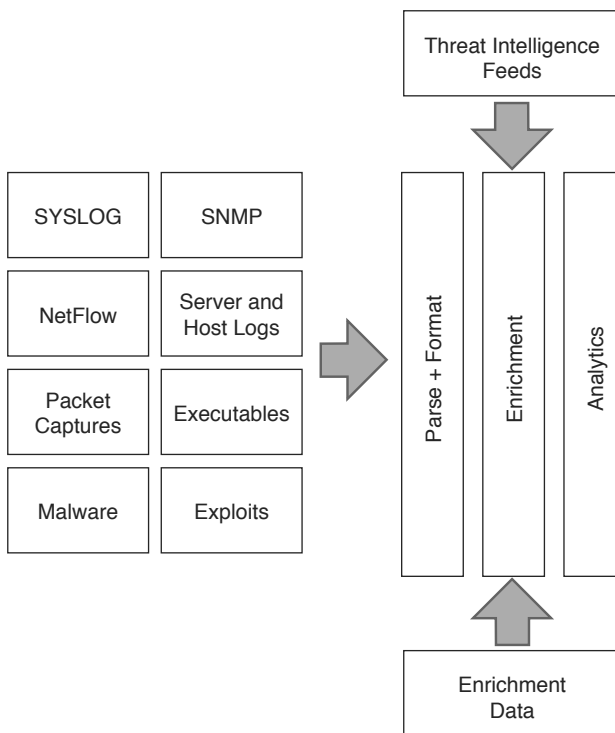 Threat Intelligence
Feeds
SYSLOG
SNMP
NetFlow
Server and
Host Logs
Packet
Captures
Executables
Malware
Exploits
Parse + Format
Enrichment
Analytics
Enrichment
Data